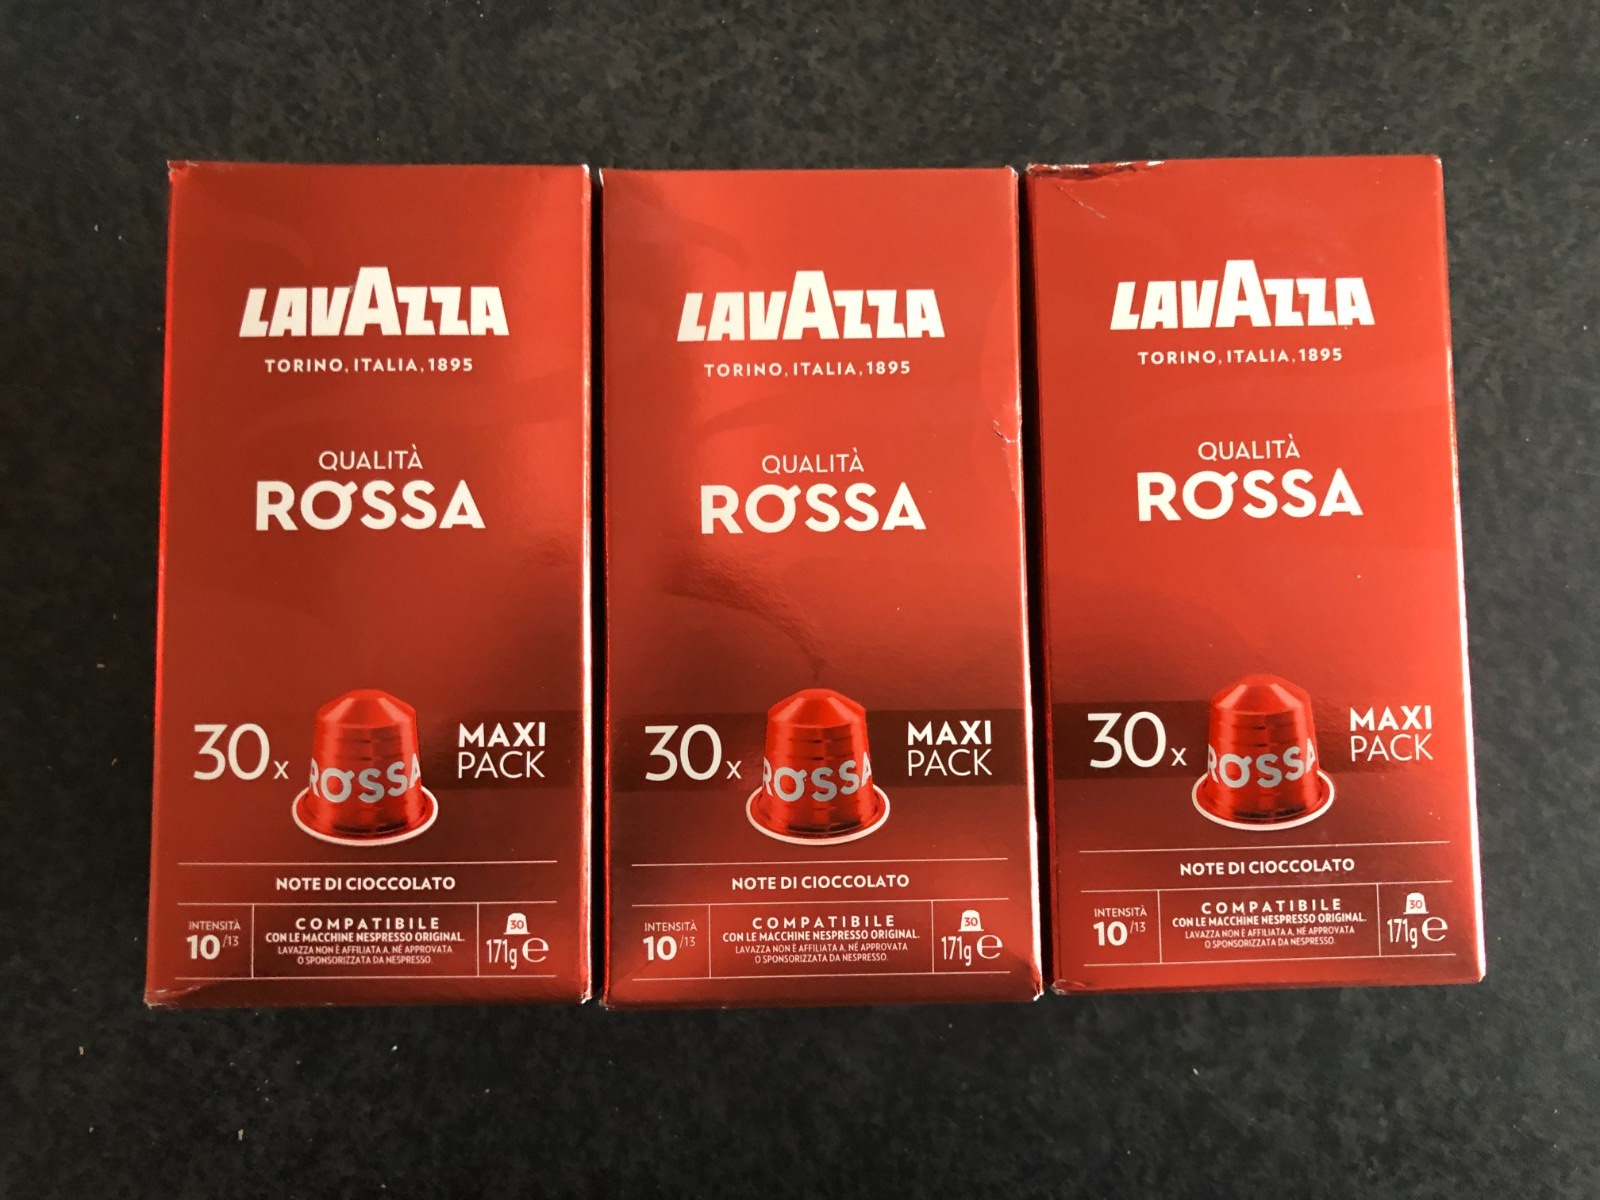 LAVAZZA
TORINO, ITALIA, 1895
QUALITÀ
ROSSA
30x
ROSSA
MAXI
PACK
NOTE DI CIOCCOLATO
INTENSITÀ
10/13
COMPATIBILE
CON LE MACCHINE NESPRESSO ORIGINAL.
LAVAZZA NON È AFFILIATA A, NÉ APPROVATA
O SPONSORIZZATA DA NESPRESSO.
30
171g e
LAVAZZA
TORINO, ITALIA, 1895
QUALITÀ
ROSSA
30x
ROSSA
MAXI
PACK
NOTE DI CIOCCOLATO
INTENSITÀ
10/13
COMPATIBILE
CON LE MACCHINE NESPRESSO ORIGINAL.
LAVAZZA NON È AFFILIATA A, NÉ APPROVATA
O SPONSORIZZATA DA NESPRESSO.
30
171g e
LAVAZZA
TORINO, ITALIA, 1895
QUALITÀ
ROSSA
30x
ROSSA
MAXI
PACK
NOTE DI CIOCCOLATO
INTENSITÀ
10/13
COMPATIBILE
CON LE MACCHINE NESPRESSO ORIGINAL.
LAVAZZA NON È AFFILIATA A, NÉ APPROVATA
O SPONSORIZZATA DA NESPRESSO.
30
171g e